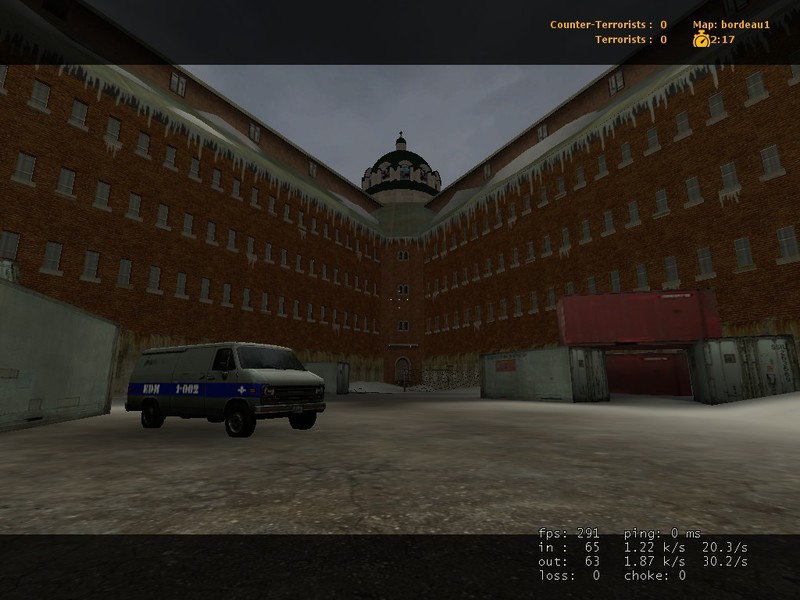 Counter-Terrorists : 0 Map: bordeau1
Terrorists : 0 2:17
EDM 1-002
fps: 291 ping: 0 ms
in : 65 1.22 k/s 20.3/s
out: 63 1.87 k/s 30.2/s
loss: 0 choke: 0